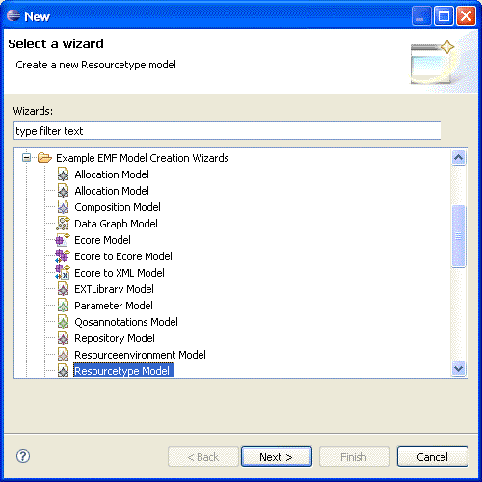 New
Select a wizard
Create a new Resourcetype model
Wizards:
type filter text
Example EMF Model Creation Wizards
Allocation Model
Allocation Model
Composition Model
Data Graph Model
Ecore Model
Ecore to Ecore Model
Ecore to XML Model
EXTLibrary Model
Parameter Model
Qosannotations Model
Repository Model
Resourceenvironment Model
Resourcetype Model
< Back Next > Finish Cancel